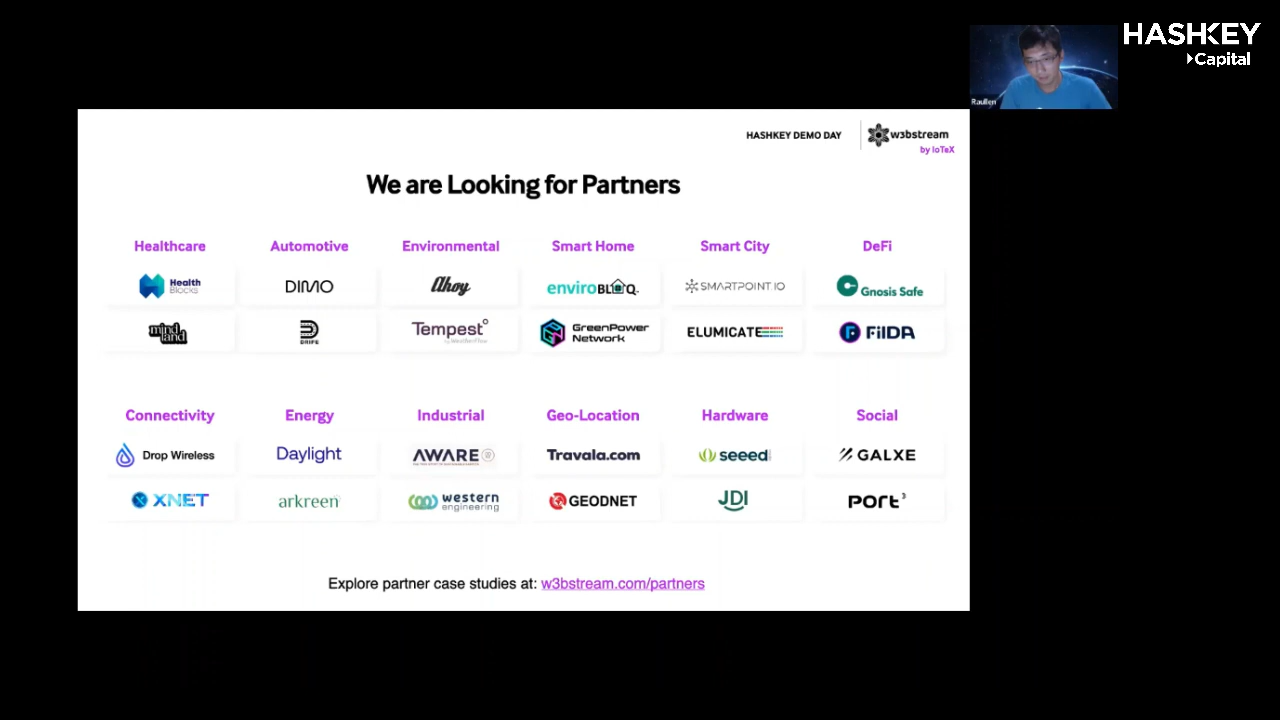 HASHKEY
Capital
Raullen
HASHKEY DEMO DAY
w3bstream
by IoTeX
We are Looking for Partners
Healthcare Automotive Environmental Smart Home Smart City DeFi
Health Blocks DIMO Ahoy enviroBLOQ SMARTPOINT IO Gnosis Safe
mind land Tempest GreenPower Network ELUMICATE FilDA
Connectivity Energy Industrial Geo-Location Hardware Social
Drop Wireless Daylight AWARE Travala.com seeed GALXE
XNET arkreen western engineering GEODNET JDI PORT3
Explore partner case studies at: w3bstream.com/partners